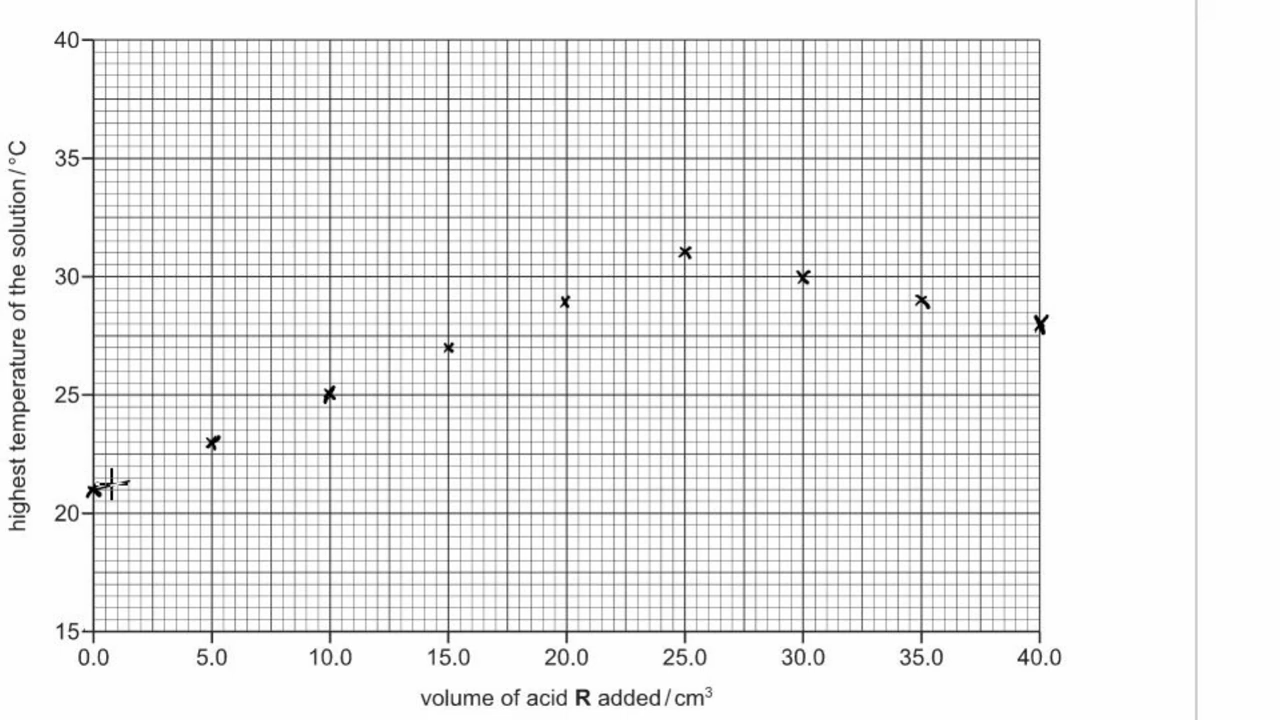 40
35
30
25
20
15
0.0 5.0 10.0 15.0 20.0 25.0 30.0 35.0 40.0
highest temperature of the solution / °C
volume of acid R added / cm³